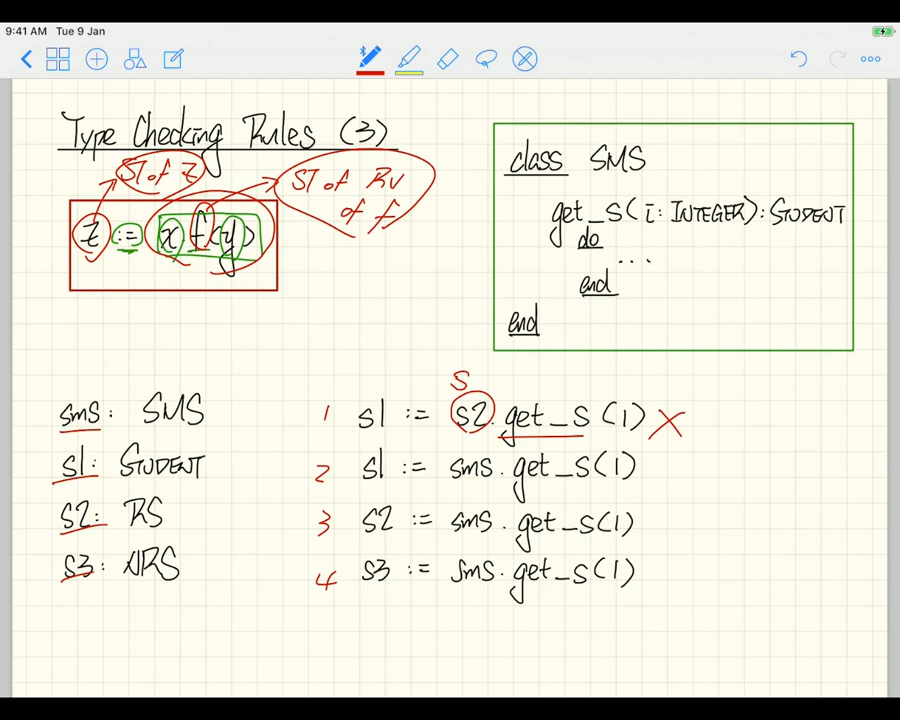 9:41 AM Tue 9 Jan
Type Checking Rules (3)
ST of z
ST of RV
of f
z := x.f(y)
class SMS
get_s(i: INTEGER): STUDENT
do
...
end
end
sms: SMS
s1: STUDENT
s2: RS
s3: NRS
S
1 s1 := s2.get_s(1) X
2 s1 := sms.get_s(1)
3 s2 := sms.get_s(1)
4 s3 := sms.get_s(1)